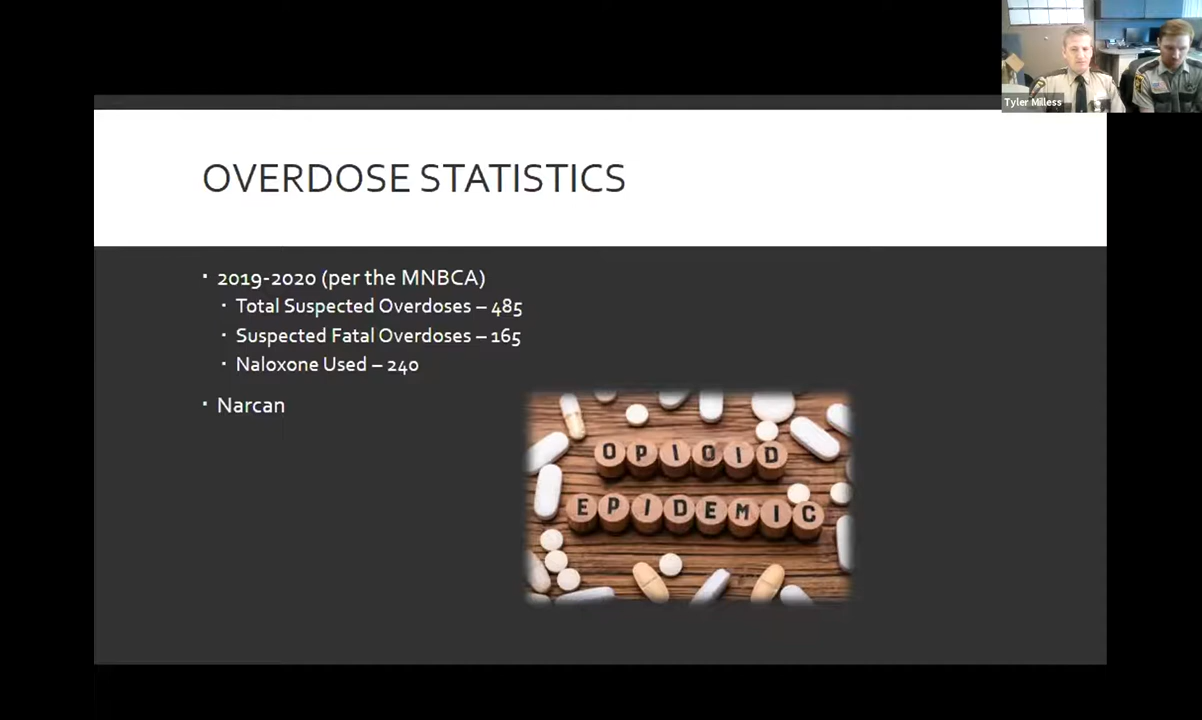 Tyler Milless
OVERDOSE STATISTICS
2019-2020 (per the MNBCA)
Total Suspected Overdoses – 485
Suspected Fatal Overdoses – 165
Naloxone Used – 240
Narcan
OPIOID
EPIDEMIC